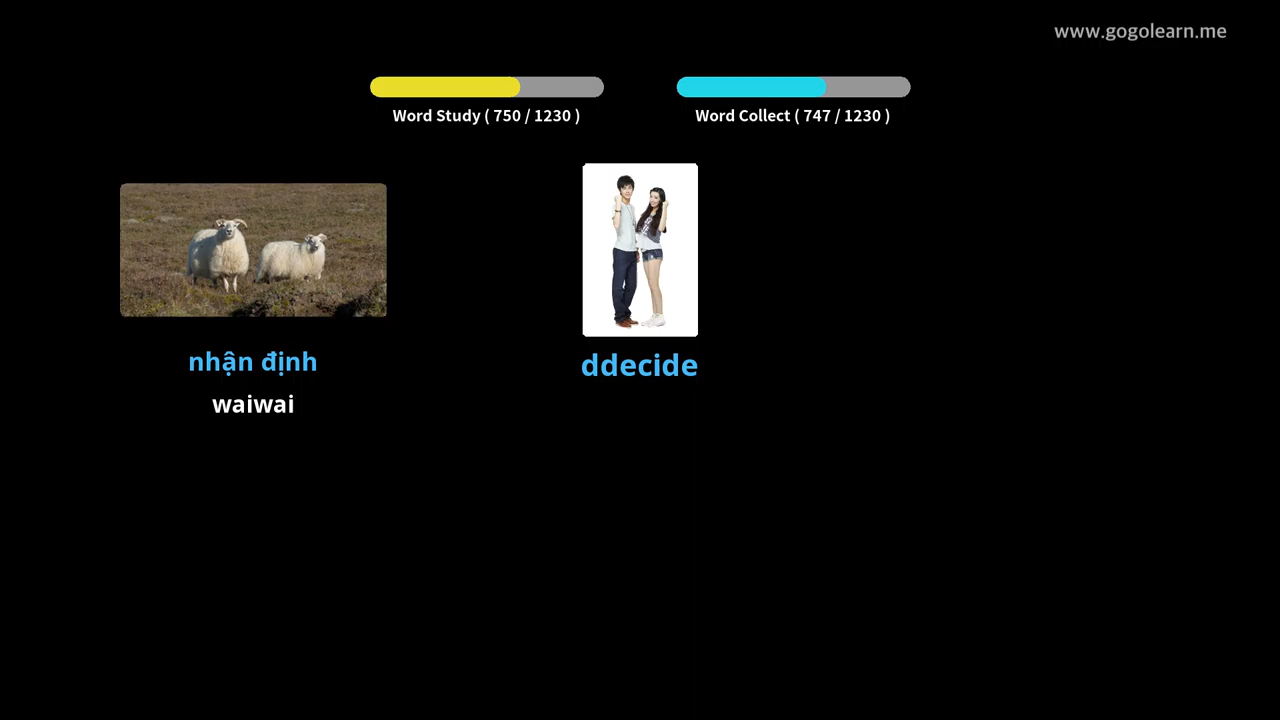 www.gogolearn.me
Word Study ( 750 / 1230 )
Word Collect ( 747 / 1230 )
nhận định
waiwai
ddecide